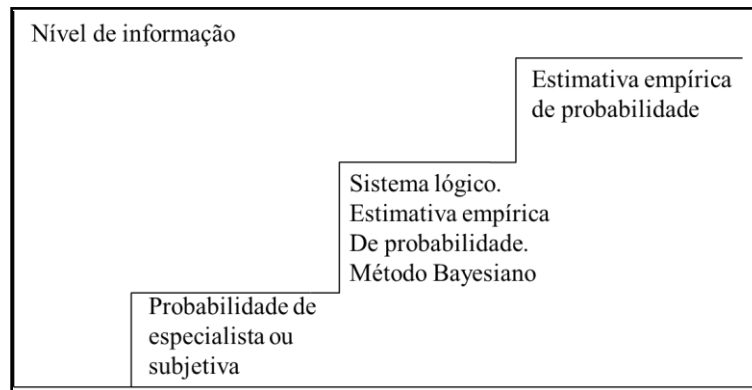 Nível de informação
Estimativa empírica
de probabilidade
Sistema lógico.
Estimativa empírica
De probabilidade.
Método Bayesiano
Probabilidade de
especialista ou
subjetiva